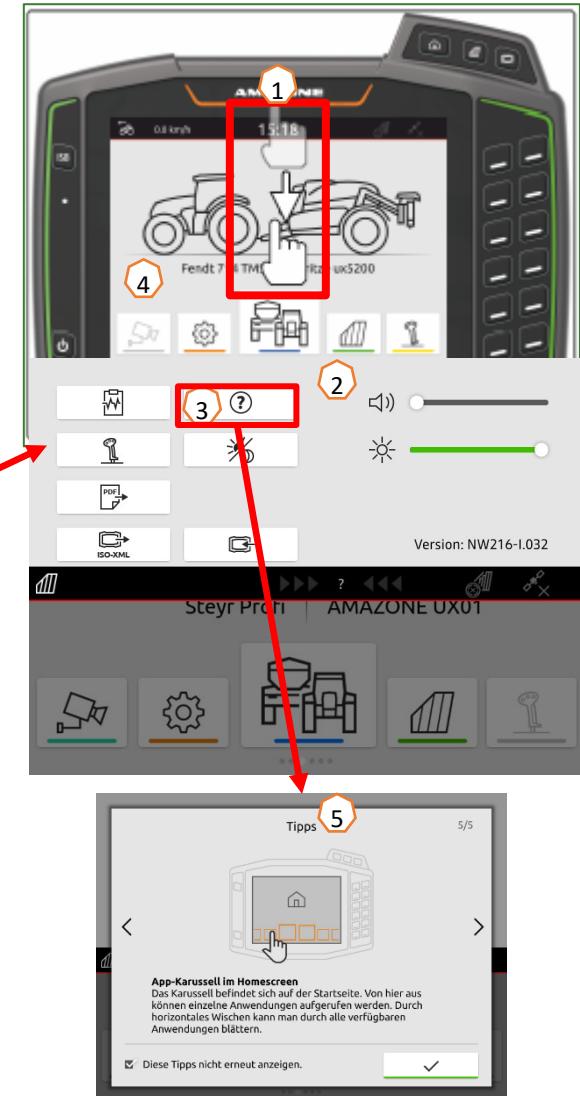 1
AMAZONE
ISB
0.0 km/h
15:18
4
Fendt 7
TM
ux5200
2
3
?
PDF
ISO-XML
Version: NW216-I.032
?
Steyr Profi
AMAZONE UX01
Tipps
5
5/5
App-Karussell im Homescreen
Das Karussell befindet sich auf der Startseite. Von hier aus
können einzelne Anwendungen aufgerufen werden. Durch
horizontales Wischen kann man durch alle verfügbaren
Anwendungen blättern.
Diese Tipps nicht erneut anzeigen.